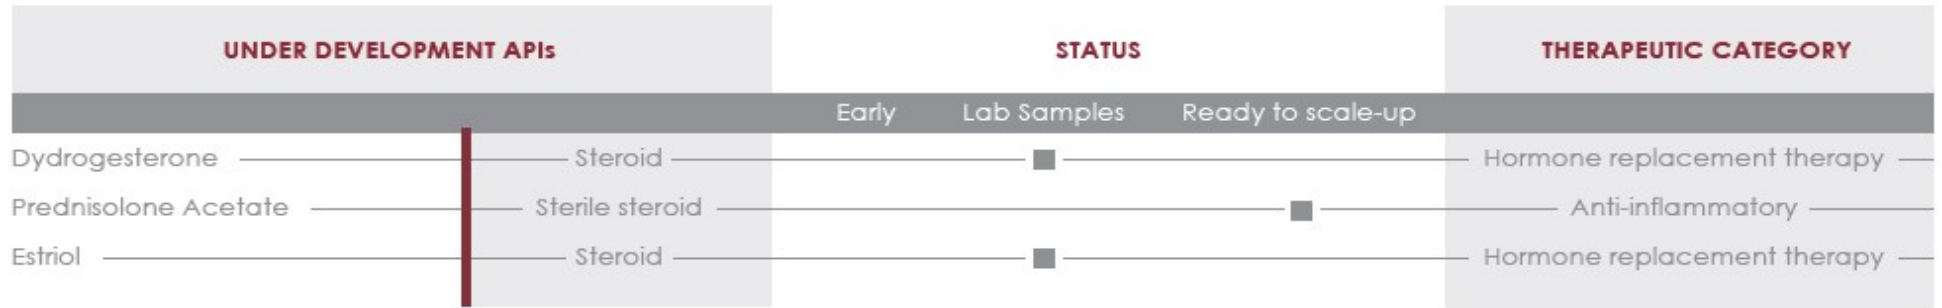 UNDER DEVELOPMENT APIs STATUS THERAPEUTIC CATEGORY
Early Lab Samples Ready to scale-up
Dydrogesterone Steroid Hormone replacement therapy
Prednisolone Acetate Sterile steroid Anti-inflammatory
Estriol Steroid Hormone replacement therapy